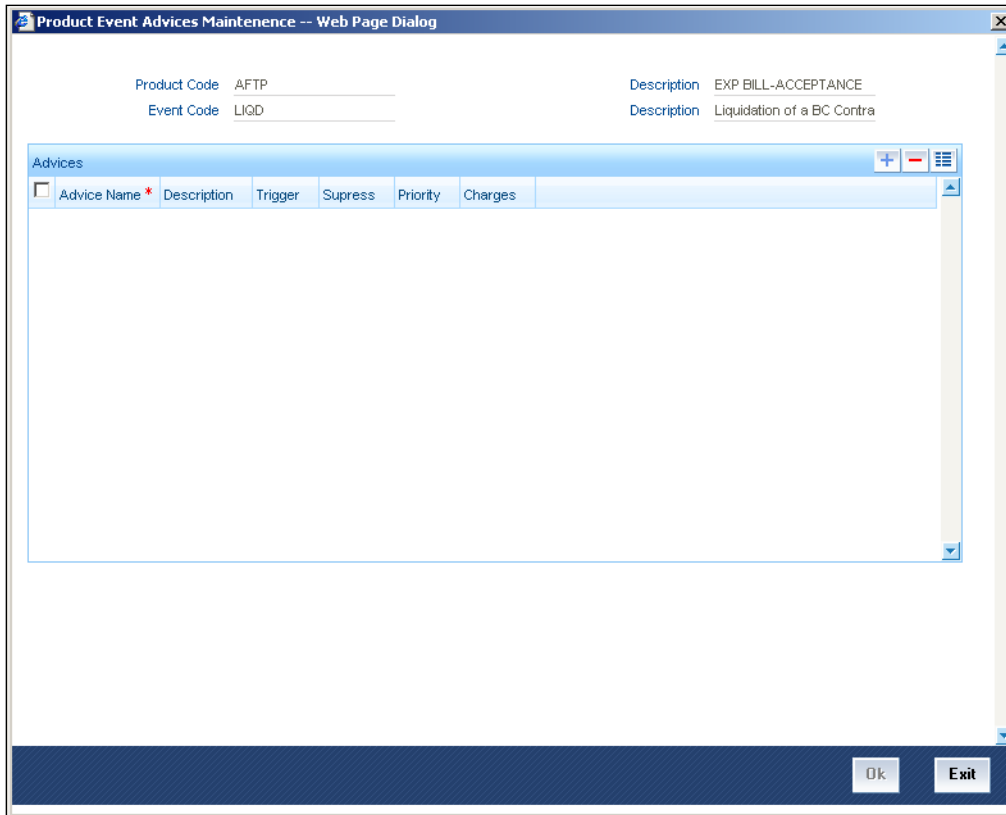 Product Event Advices Maintenence -- Web Page Dialog
Product Code AFTP Description EXP BILL-ACCEPTANCE
Event Code LIQD Description Liquidation of a BC Contra
Advices
Advice Name * Description Trigger Supress Priority Charges
Ok Exit